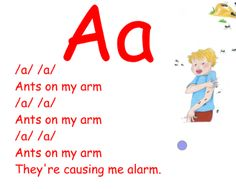 Aa
/a/ /a/
Ants on my arm
/a/ /a/
Ants on my arm
/a/ /a/
Ants on my arm
They're causing me alarm.